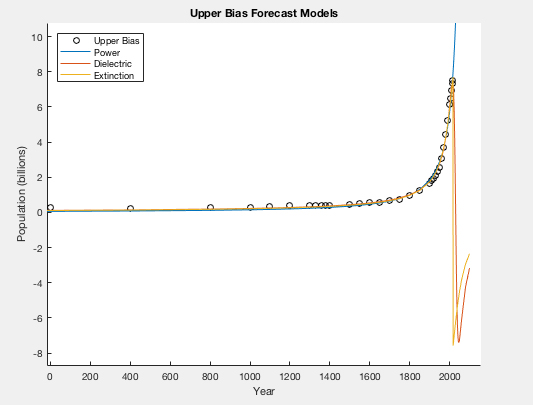 Upper Bias Forecast Models
10
8
6
4
2
0
-2
-4
-6
-8
Population (billions)
Upper Bias
Power
Dielectric
Extinction
0 200 400 600 800 1000 1200 1400 1600 1800 2000
Year